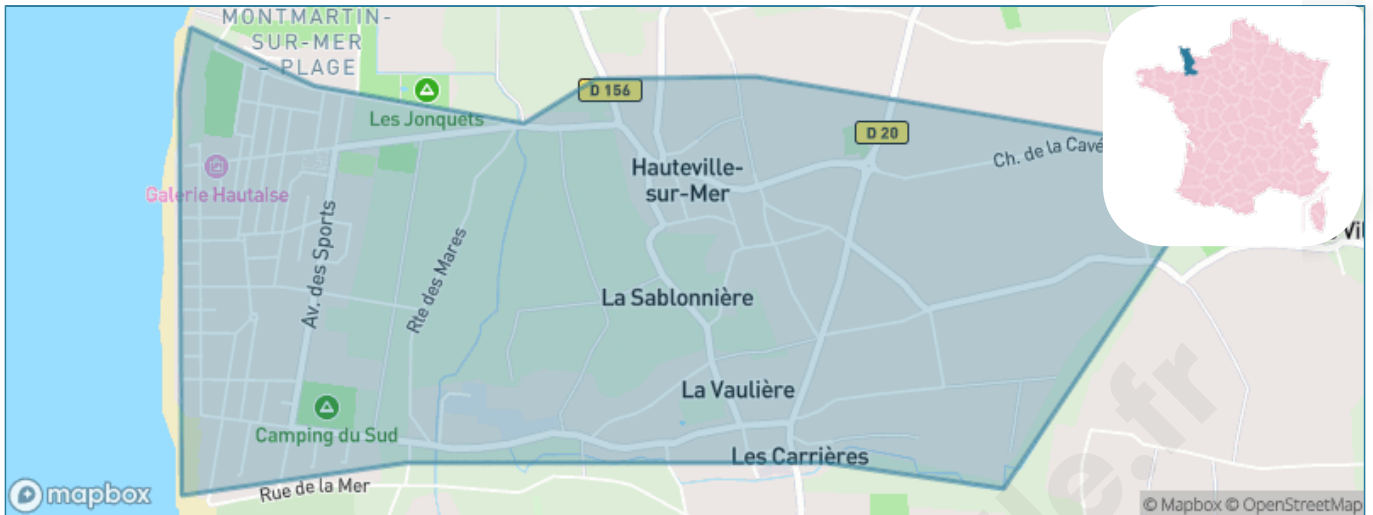 MONTMARTIN-
SUR-MER
- PLAGE
D 156
Les Jonquets
D 20
Ch. de la Cavé
Hauteville-
sur-Mer
Galerie Hautaise
Av. des Sports
Rte des Mares
La Sablonnière
La Vaulière
Camping du Sud
Les Carrières
Rue de la Mer
mapbox
© Mapbox © OpenStreetMap